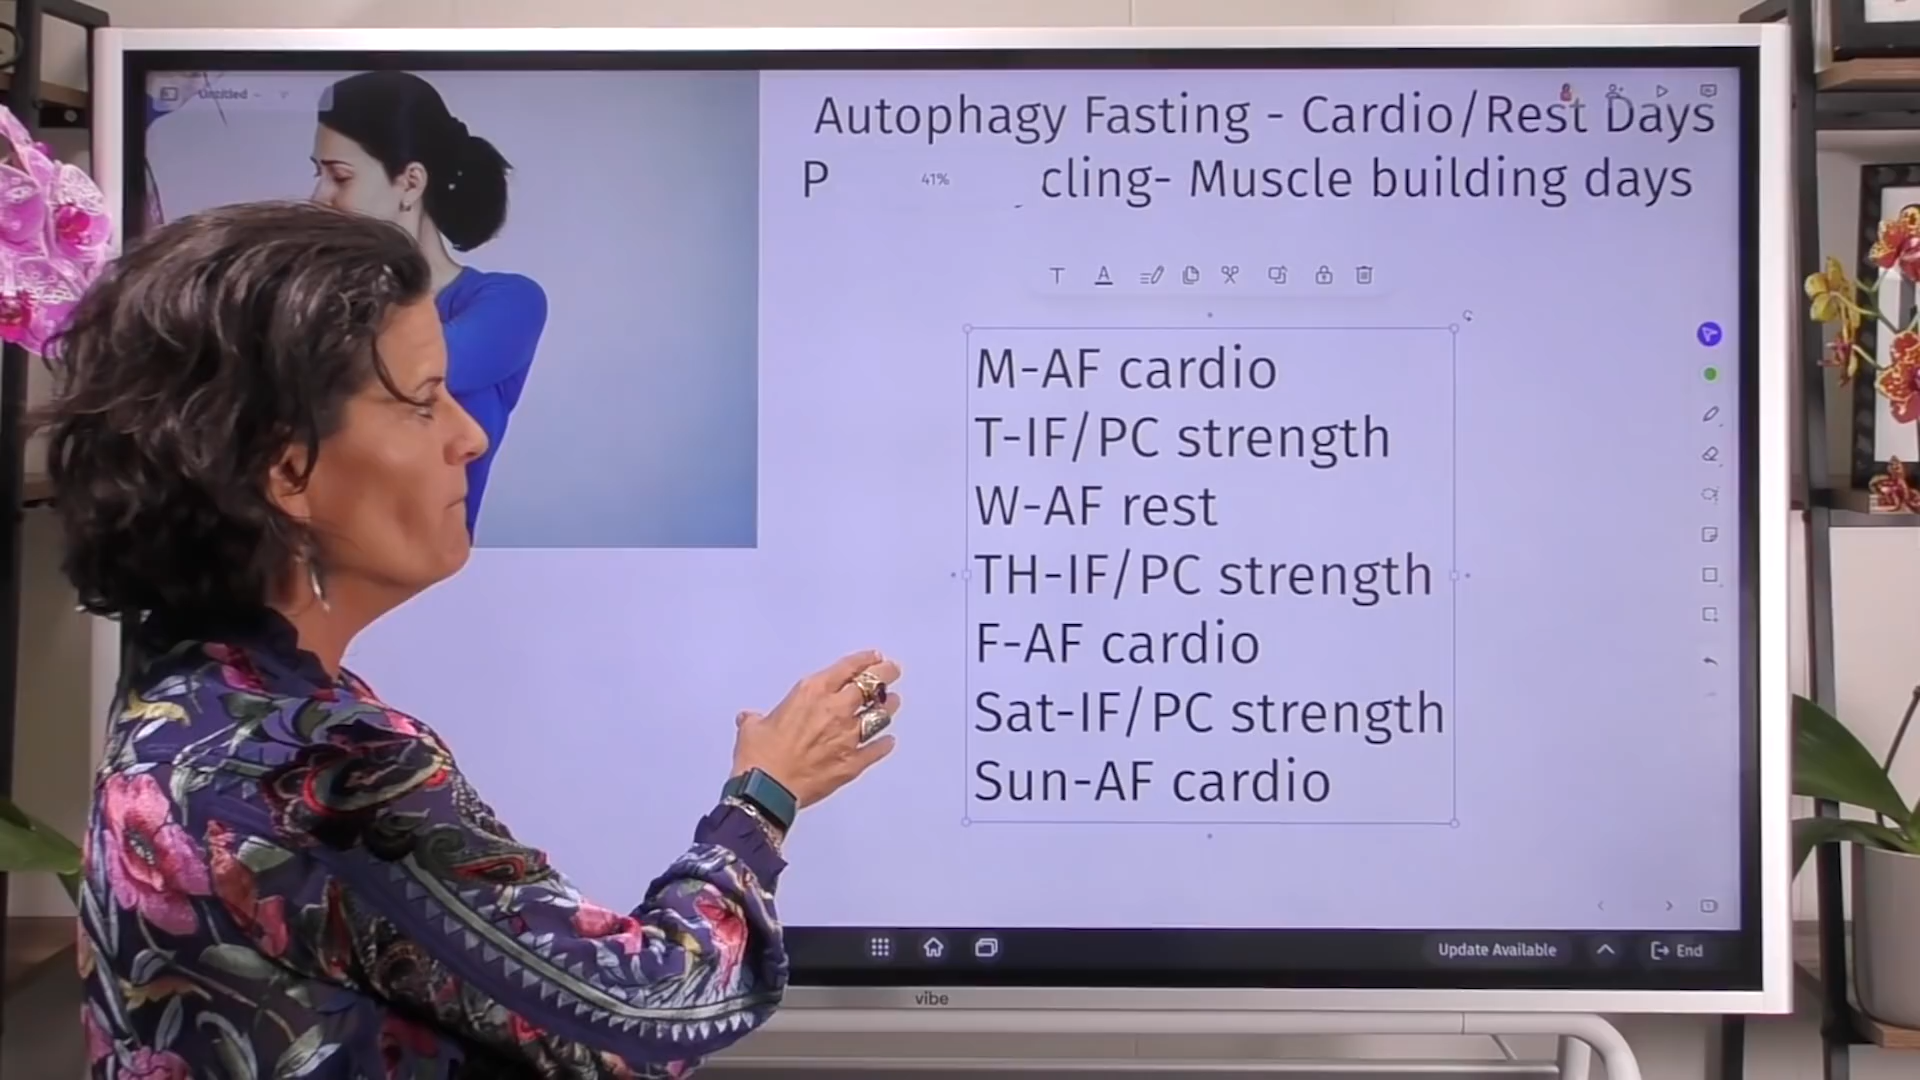 Untitled
Autophagy Fasting - Cardio/Rest Days
P 41% cling- Muscle building days
M-AF cardio
T-IF/PC strength
W-AF rest
TH-IF/PC strength
F-AF cardio
Sat-IF/PC strength
Sun-AF cardio
Update Available
End
vibe